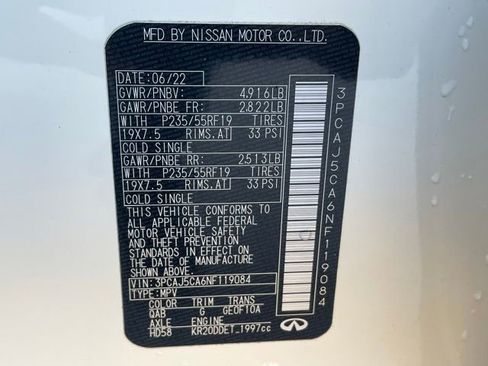 MFD BY NISSAN MOTOR CO.,LTD.
DATE:06/22
GVWR/PNBV: 4.916LB
GAWR/PNBE FR: 2.822LB
WITH P235/55RF19 TIRES
19X7.5 RIMS.AT 33 PSI
COLD SINGLE
GAWR/PNBE RR: 2.513LB
WITH P235/55RF19 TIRES
19X7.5 RIMS.AT 33 PSI
COLD SINGLE
THIS VEHICLE CONFORMS TO
ALL APPLICABLE FEDERAL
MOTOR VEHICLE SAFETY
AND THEFT PREVENTION
STANDARDS IN EFFECT
ON THE DATE OF
MANUFACTURE SHOWN
ABOVE.
VIN:3PCAJ5CA6NF119084
TYPE:MPV
COLOR TRIM TRANS
QAB G GE0F10A
AXLE ENGINE
HD58 KR20DDET 1997cc
3PCAJ5CA6NF119084
INFINITI